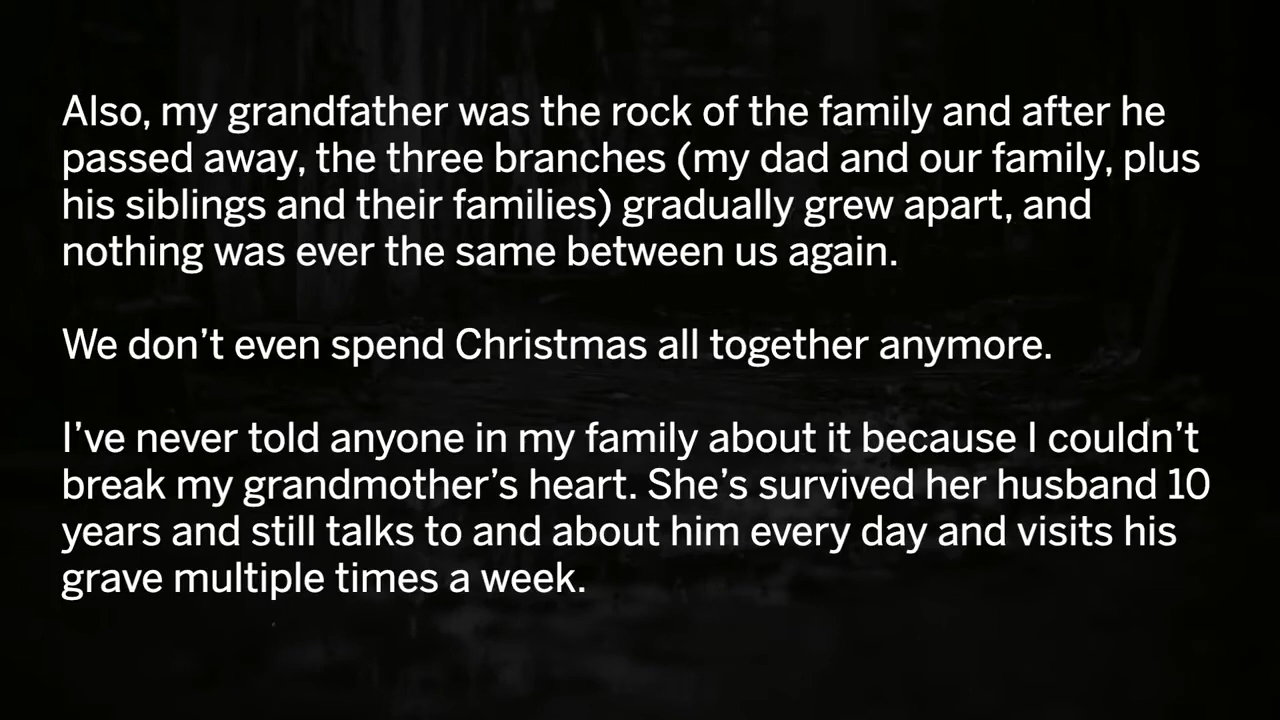 Also, my grandfather was the rock of the family and after he
passed away, the three branches (my dad and our family, plus
his siblings and their families) gradually grew apart, and
nothing was ever the same between us again.
We don’t even spend Christmas all together anymore.
I’ve never told anyone in my family about it because I couldn’t
break my grandmother’s heart. She’s survived her husband 10
years and still talks to and about him every day and visits his
grave multiple times a week.